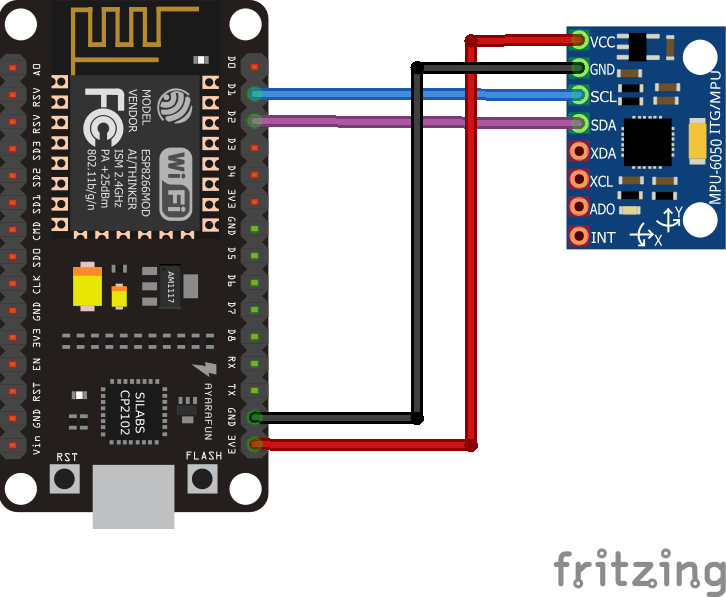 A0
RSV
RSV
SD3
SD2
SD1
CMD
SD0
CLK
GND
3V3
EN
RST
GND
Vin
MODEL
VENDOR
FC
ESP8266MOD
AI/THINKER
ISM 2.4GHz
PA +25dBm
802.11b/g/n
Wi Fi
AM1117
SILABS
CP2102
AYARAFUN
RST
FLASH
D0
D1
D2
D3
D4
3V3
GND
D5
D6
D7
D8
RX
TX
GND
3V3
VCC
GND
SCL
SDA
XDA
XCL
ADO
INT
MPU-6050 ITG/MPU
Y
X
fritzing